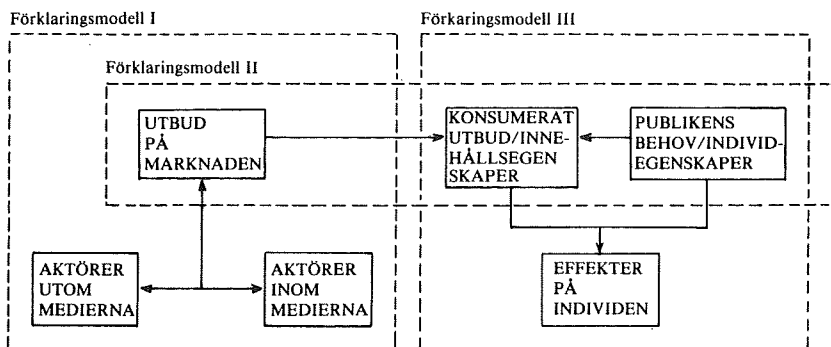 Förklaringsmodell I
Förkaringsmodell III
Förklaringsmodell II
UTBUD
PÅ
MARKNADEN
KONSUMERAT
UTBUD/INNE-
HÅLLSEGEN
SKAPER
PUBLIKENS
BEHOV/INDIVID-
EGENSKAPER
AKTÖRER
UTOM
MEDIERNA
AKTÖRER
INOM
MEDIERNA
EFFEKTER
PÅ
INDIVIDEN